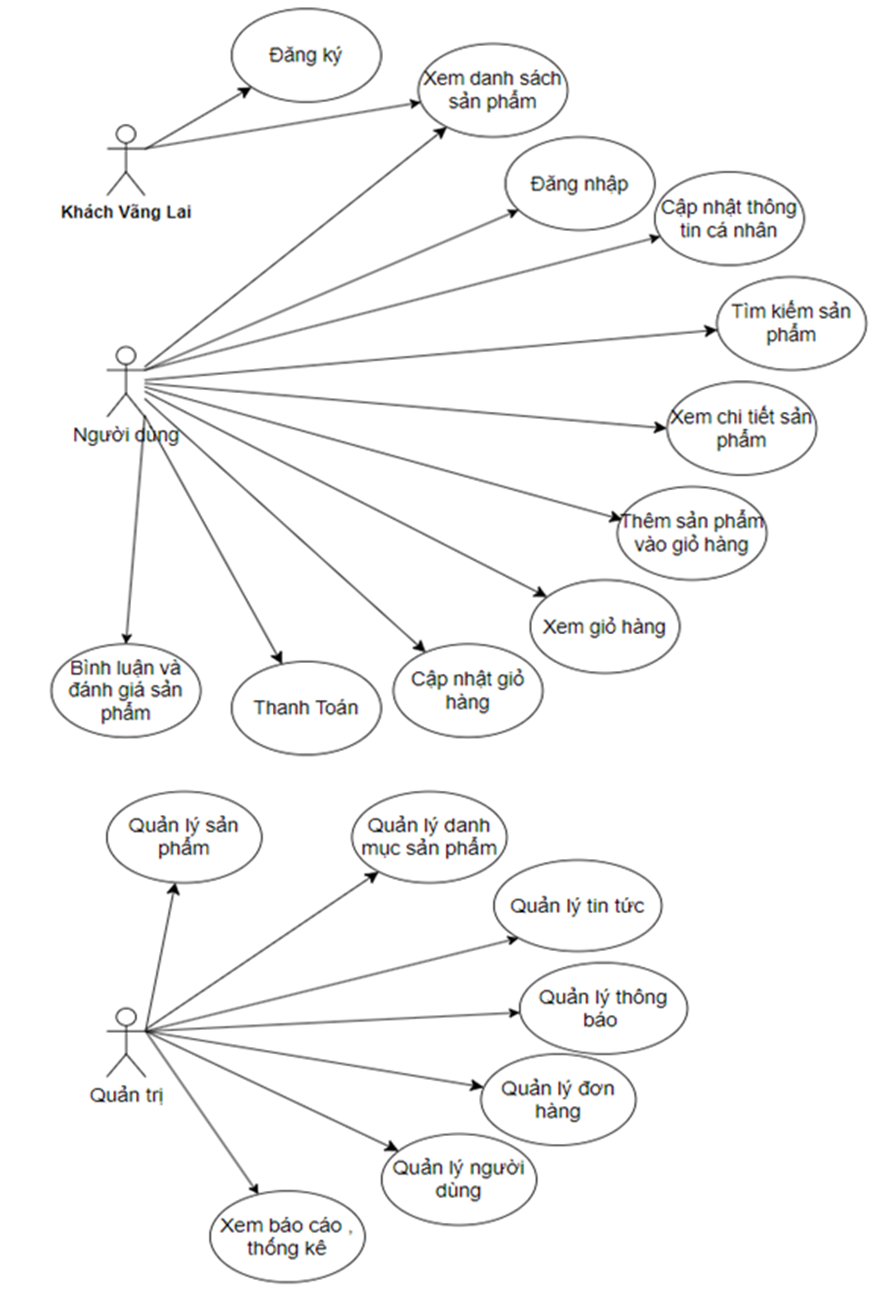 Đăng ký
Xem danh sách
sản phẩm
Khách Vãng Lai
Đăng nhập
Cập nhật thông
tin cá nhân
Tìm kiếm sản
phẩm
Người dùng
Xem chi tiết sản
phẩm
Thêm sản phẩm
vào giỏ hàng
Xem giỏ hàng
Bình luận và
đánh giá sản
phẩm
Thanh Toán
Cập nhật giỏ
hàng
Quản lý sản
phẩm
Quản lý danh
mục sản phẩm
Quản lý tin tức
Quản lý thông
báo
Quản trị
Quản lý đơn
hàng
Quản lý người
dùng
Xem báo cáo ,
thống kê